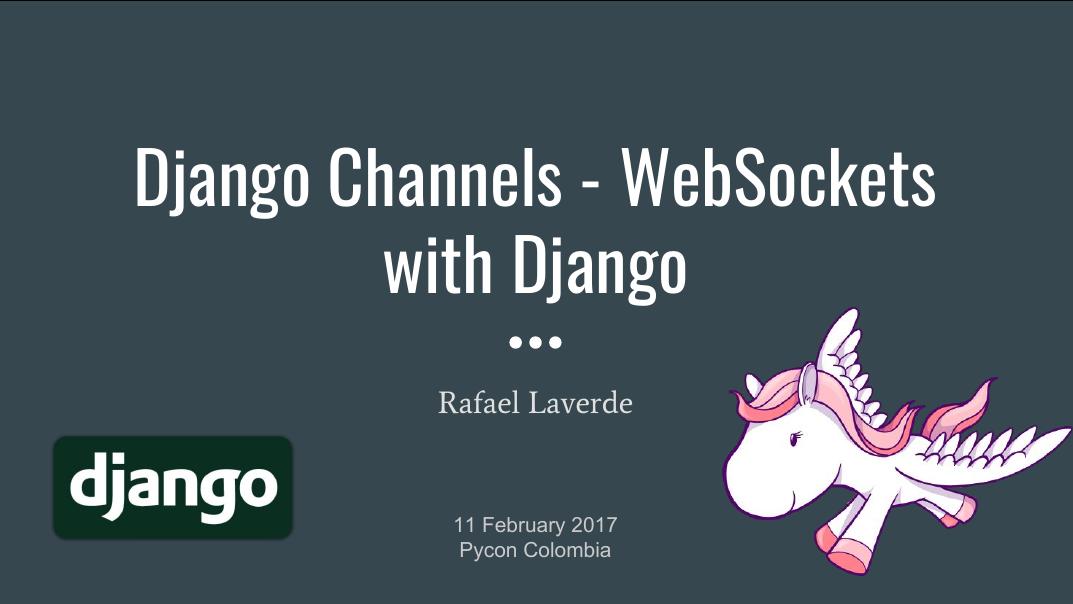 Django Channels - WebSockets
with Django
Rafael Laverde
django
11 February 2017
Pycon Colombia